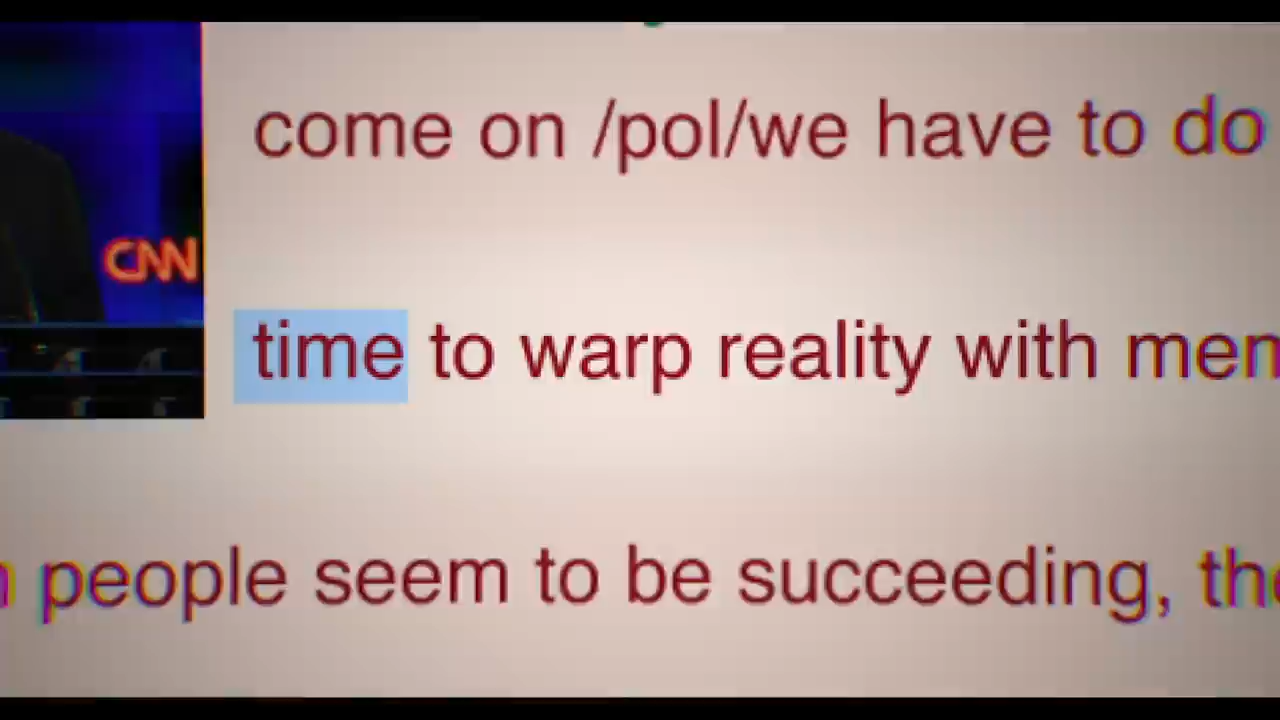 come on /pol/we have to do
CNN
time to warp reality with
people seem to be succeeding,